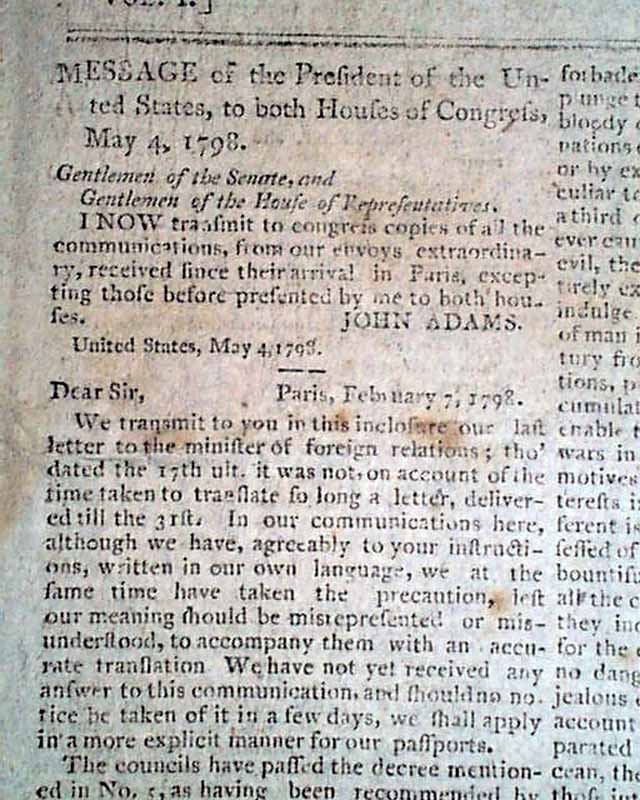 VOL. I.]
MESSAGE of the Preſident of the Un-
ted States, to both Houſes of Congreſs,
May 4, 1798.
Gentlemen of the Senate, and
Gentlemen of the Houſe of Repreſentatives.
I NOW tranſmit to congreſs copies of all the
communications, from our envoys extraordina-
ry, received ſince their arrival in Paris, excep-
ting thoſe before preſented by me to both hou-
ſes.
JOHN ADAMS.
United States, May 4, 1798.
Dear Sir, Paris, February 7, 1798.
We tranſmit to you in this incloſure our laſt
letter to the miniſter of foreign relations; tho'
dated the 17th ult. it was not, on account of the
time taken to tranſlate ſo long a letter, deliver-
ed till the 31ſt. In our communications here,
although we have, agreeably to your inſtructi-
ons, written in our own language, we at the
ſame time have taken the precaution, leſt
our meaning ſhould be miſrepreſented or miſ-
underſtood, to accompany them with an accu-
rate tranſlation. We have not yet received any
anſwer to this communication, and ſhould no no-
tice be taken of it in a few days, we ſhall apply
in a more explicit manner for our paſſports.
The councils have paſſed the decree mention-
ed in No. 5, as having been recommended by
forbade
bloody
nations
or by ex
culiar to
a third
ever can
evil, the
tirely ex
indulge
of man
tury fro
tions, p
cumulat
enable t
wars in
motives
tereſts i
ferent is
ſeſſed of
bountif
all the c
they ind
for the
no dang
jealous
account
parated
cean, th